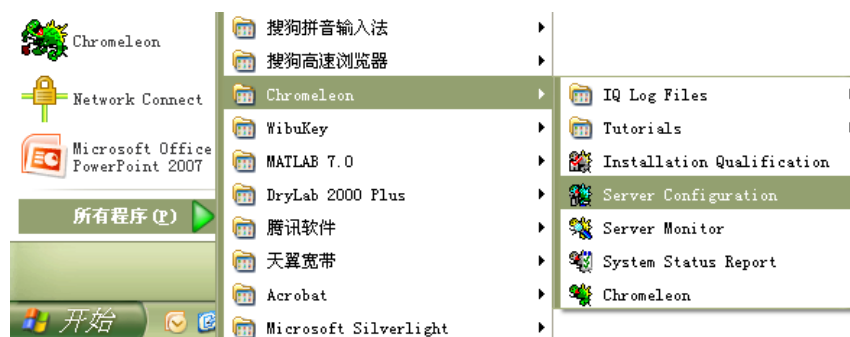 Chromeleon
Network Connect
Microsoft Office
PowerPoint 2007
所有程序(P)
开始
搜狗拼音输入法
搜狗高速浏览器
Chromeleon
WibuKey
MATLAB 7.0
DryLab 2000 Plus
腾讯软件
天翼宽带
Acrobat
Microsoft Silverlight
IQ Log Files
Tutorials
Installation Qualification
Server Configuration
Server Monitor
System Status Report
Chromeleon